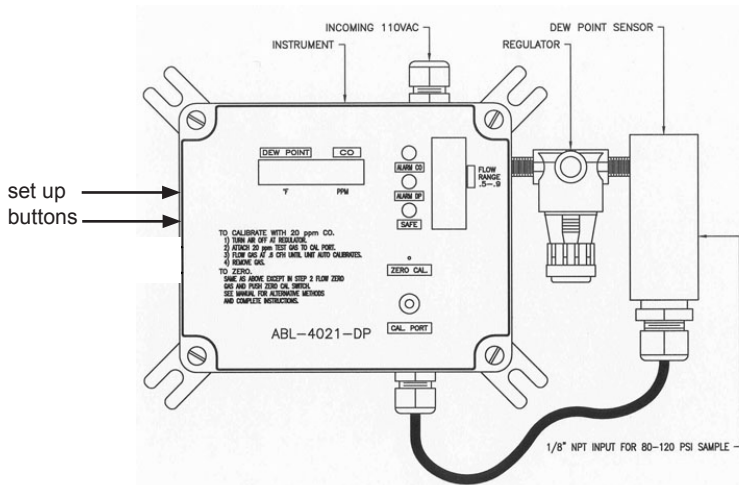 INCOMING 110VAC
INSTRUMENT
DEW POINT SENSOR
REGULATOR
DEW POINT
CO
°F
PPM
ALARM CO
ALARM DP
SAFE
FLOW
RANGE
.5-.9
set up
buttons
TO CALIBRATE WITH 20 ppm CO.
1) TURN AIR OFF AT REGULATOR.
2) ATTACH 20 ppm TEST GAS TO CAL PORT.
3) FLOW GAS AT .8 CFH UNTIL UNIT AUTO CALIBRATES.
4) REMOVE GAS.
TO ZERO.
SAME AS ABOVE EXCEPT IN STEP 2 FLOW ZERO
GAS AND PUSH ZERO CAL SWITCH.
SEE MANUAL FOR ALTERNATIVE METHODS
AND COMPLETE INSTRUCTIONS.
ZERO CAL.
CAL. PORT
ABL-4021-DP
1/8" NPT INPUT FOR 80-120 PSI SAMPLE